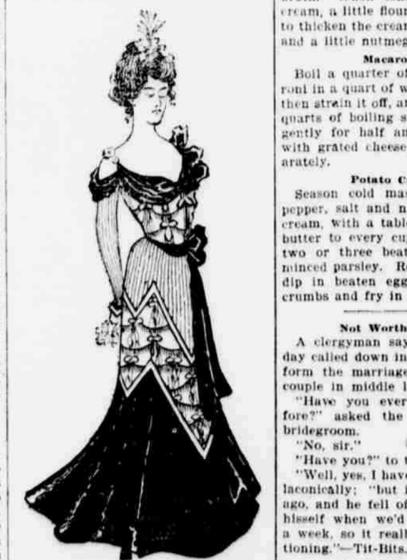 cream, a little flour
to thicken the cream
and a little nutmeg
Macaro
Boil a quarter of
roni in a quart of w
then strain it off, a
quarts of boiling s
gently for half an
with grated cheese
arately.
Potato C
Season cold mas
pepper, salt and n
cream, with a tabl
butter to every cu
two or three beat
minced parsley. R
dip in beaten egg
crumbs and fry in
Not Worth
A clergyman say
day called down in
form the marriage
couple in middle l
"Have you ever
fore?" asked the
bridegroom.
"No, sir."
"Have you?" to t
"Well, yes, I have
laconically; "but i
ago, and he fell of
hisself when we'd
a week, so it reall
tioning."—Tit-Bits